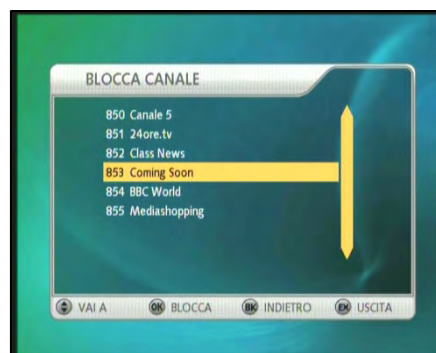 BLOCCA CANALE
850 Canale 5
851 24ore.tv
852 Class News
853 Coming Soon
854 BBC World
855 Mediashopping
VAI A OK BLOCCA BK INDIETRO EX USCITA